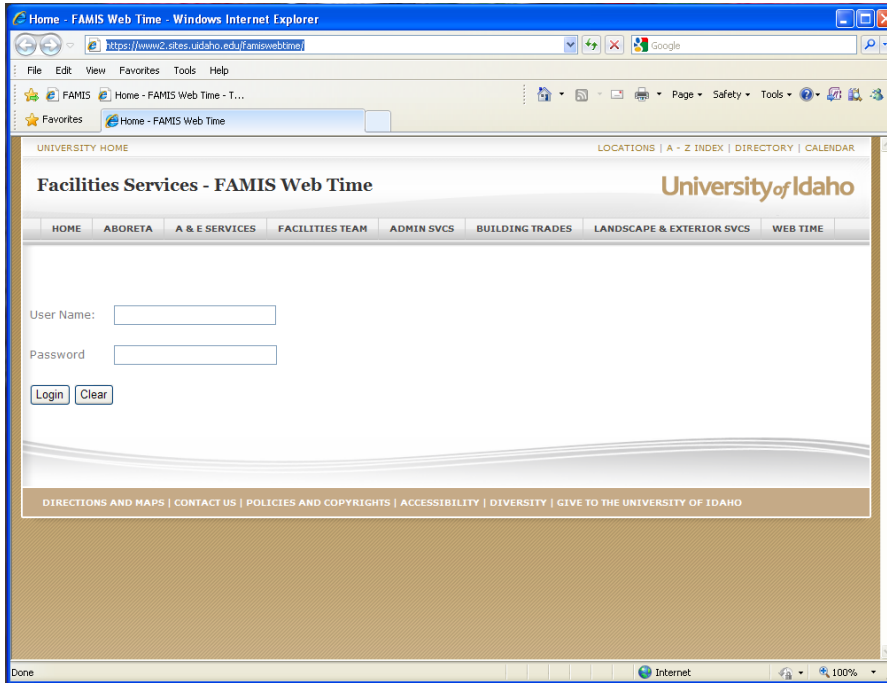 Home - FAMIS Web Time - Windows Internet Explorer
https://www2.sites.uidaho.edu/famiswebtime/
Google
File Edit View Favorites Tools Help
FAMIS Home - FAMIS Web Time - T...
Page Safety Tools
Favorites Home - FAMIS Web Time
UNIVERSITY HOME LOCATIONS | A - Z INDEX | DIRECTORY | CALENDAR
Facilities Services - FAMIS Web Time University of Idaho
HOME ABORETA A & E SERVICES FACILITIES TEAM ADMIN SVCS BUILDING TRADES LANDSCAPE & EXTERIOR SVCS WEB TIME
User Name:
Password
Login Clear
DIRECTIONS AND MAPS | CONTACT US | POLICIES AND COPYRIGHTS | ACCESSIBILITY | DIVERSITY | GIVE TO THE UNIVERSITY OF IDAHO
Done Internet 100%